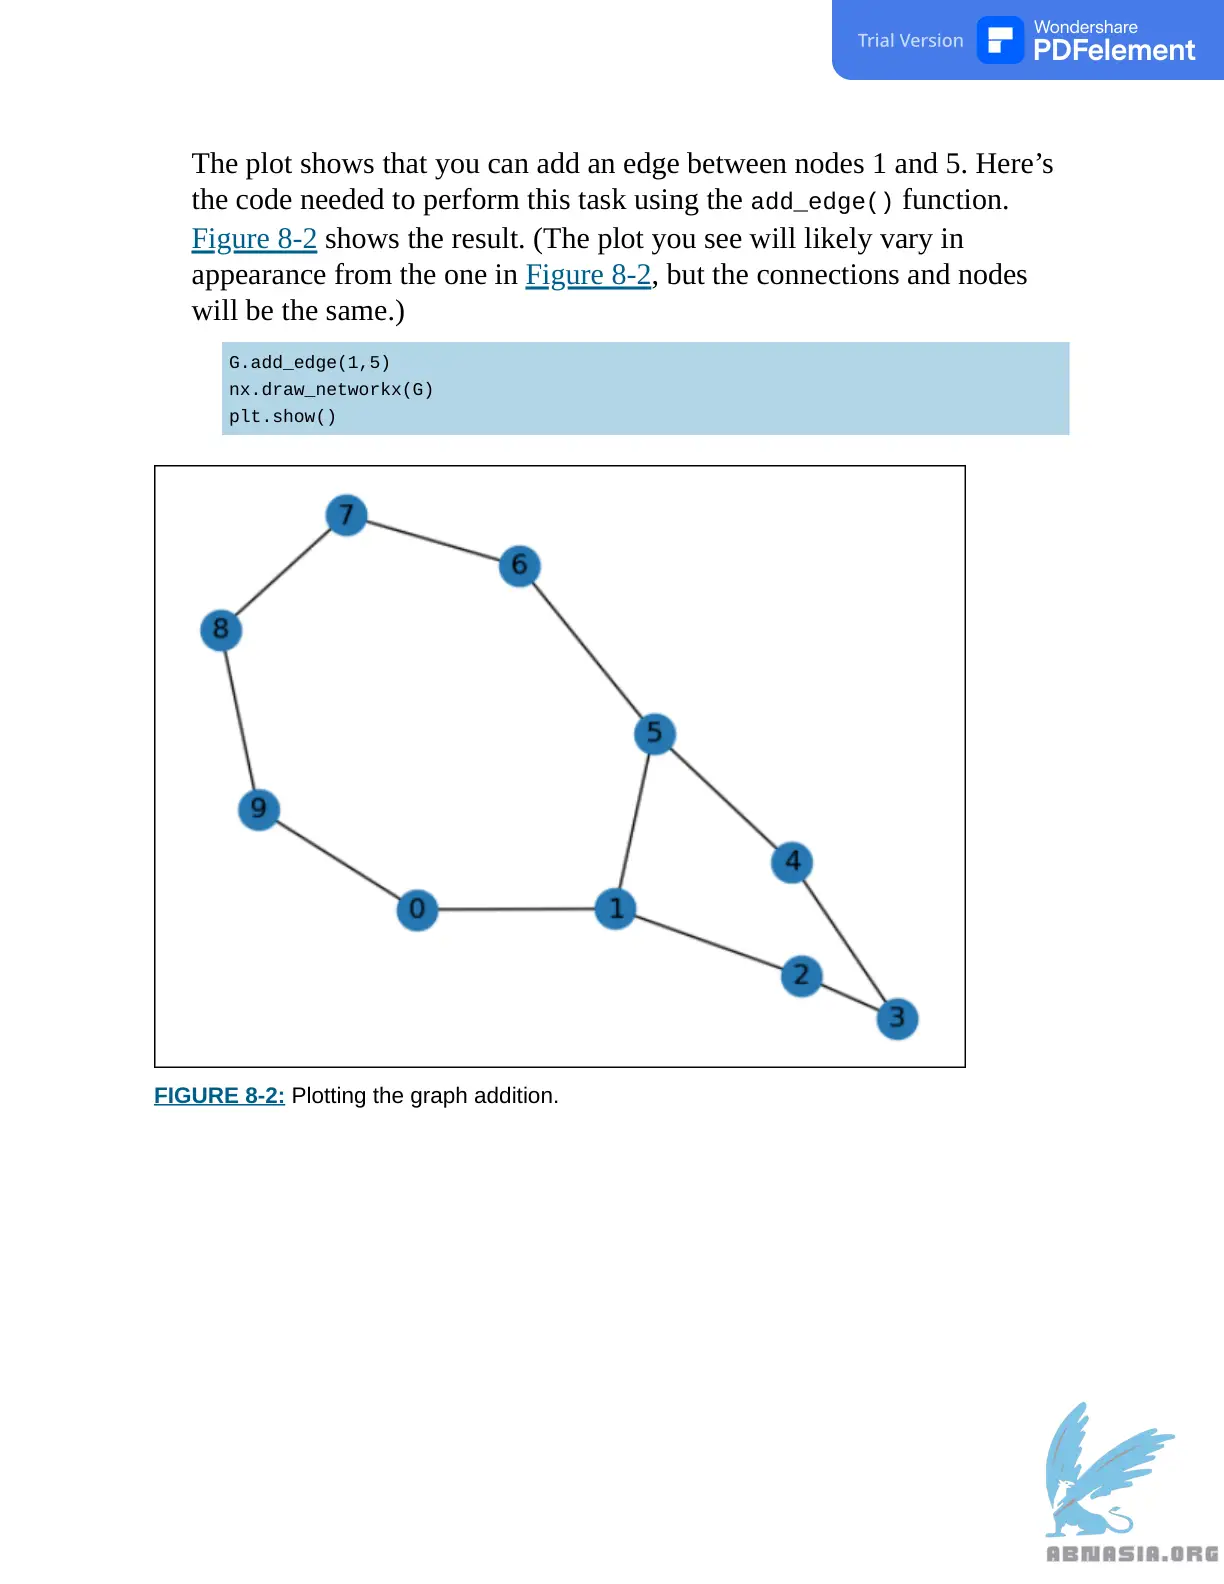 Trial Version
Wondershare
PDFelement
The plot shows that you can add an edge between nodes 1 and 5. Here’s
the code needed to perform this task using the add_edge() function.
Figure 8-2 shows the result. (The plot you see will likely vary in
appearance from the one in Figure 8-2, but the connections and nodes
will be the same.)
G.add_edge(1,5)
nx.draw_networkx(G)
plt.show()
7
6
8
5
9
4
0
1
2
3
FIGURE 8-2: Plotting the graph addition.
ABNASIA.ORG